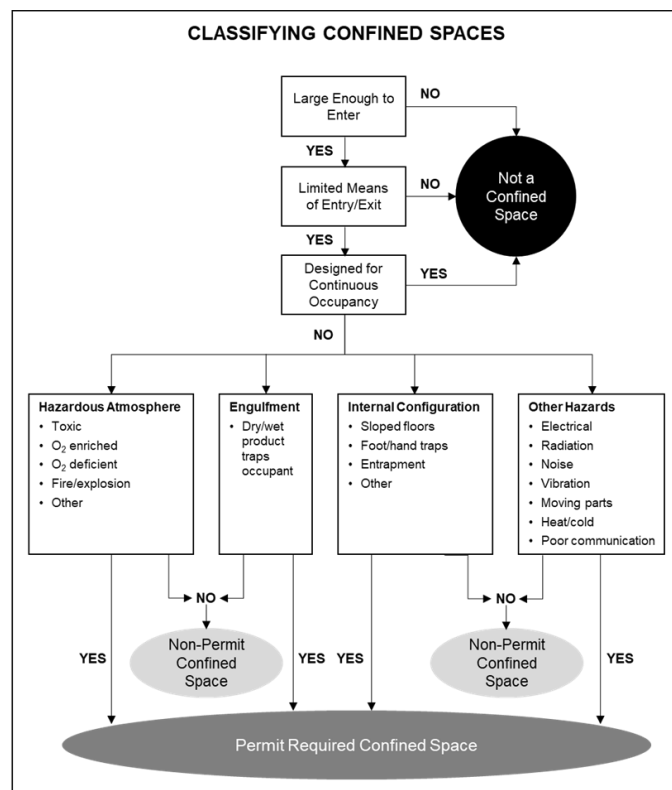 CLASSIFYING CONFINED SPACES
Large Enough to
Enter
NO
YES
Limited Means
of Entry/Exit
NO
Not a
Confined
Space
YES
Designed for
Continuous
Occupancy
YES
NO
Hazardous Atmosphere
• Toxic
• O₂ enriched
• O₂ deficient
• Fire/explosion
• Other
Engulfment
• Dry/wet
product
traps
occupant
Internal Configuration
• Sloped floors
• Foot/hand traps
• Entrapment
• Other
Other Hazards
• Electrical
• Radiation
• Noise
• Vibration
• Moving parts
• Heat/cold
• Poor communication
NO
NO
YES
Non-Permit
Confined
Space
YES
YES
Non-Permit
Confined
Space
YES
Permit Required Confined Space